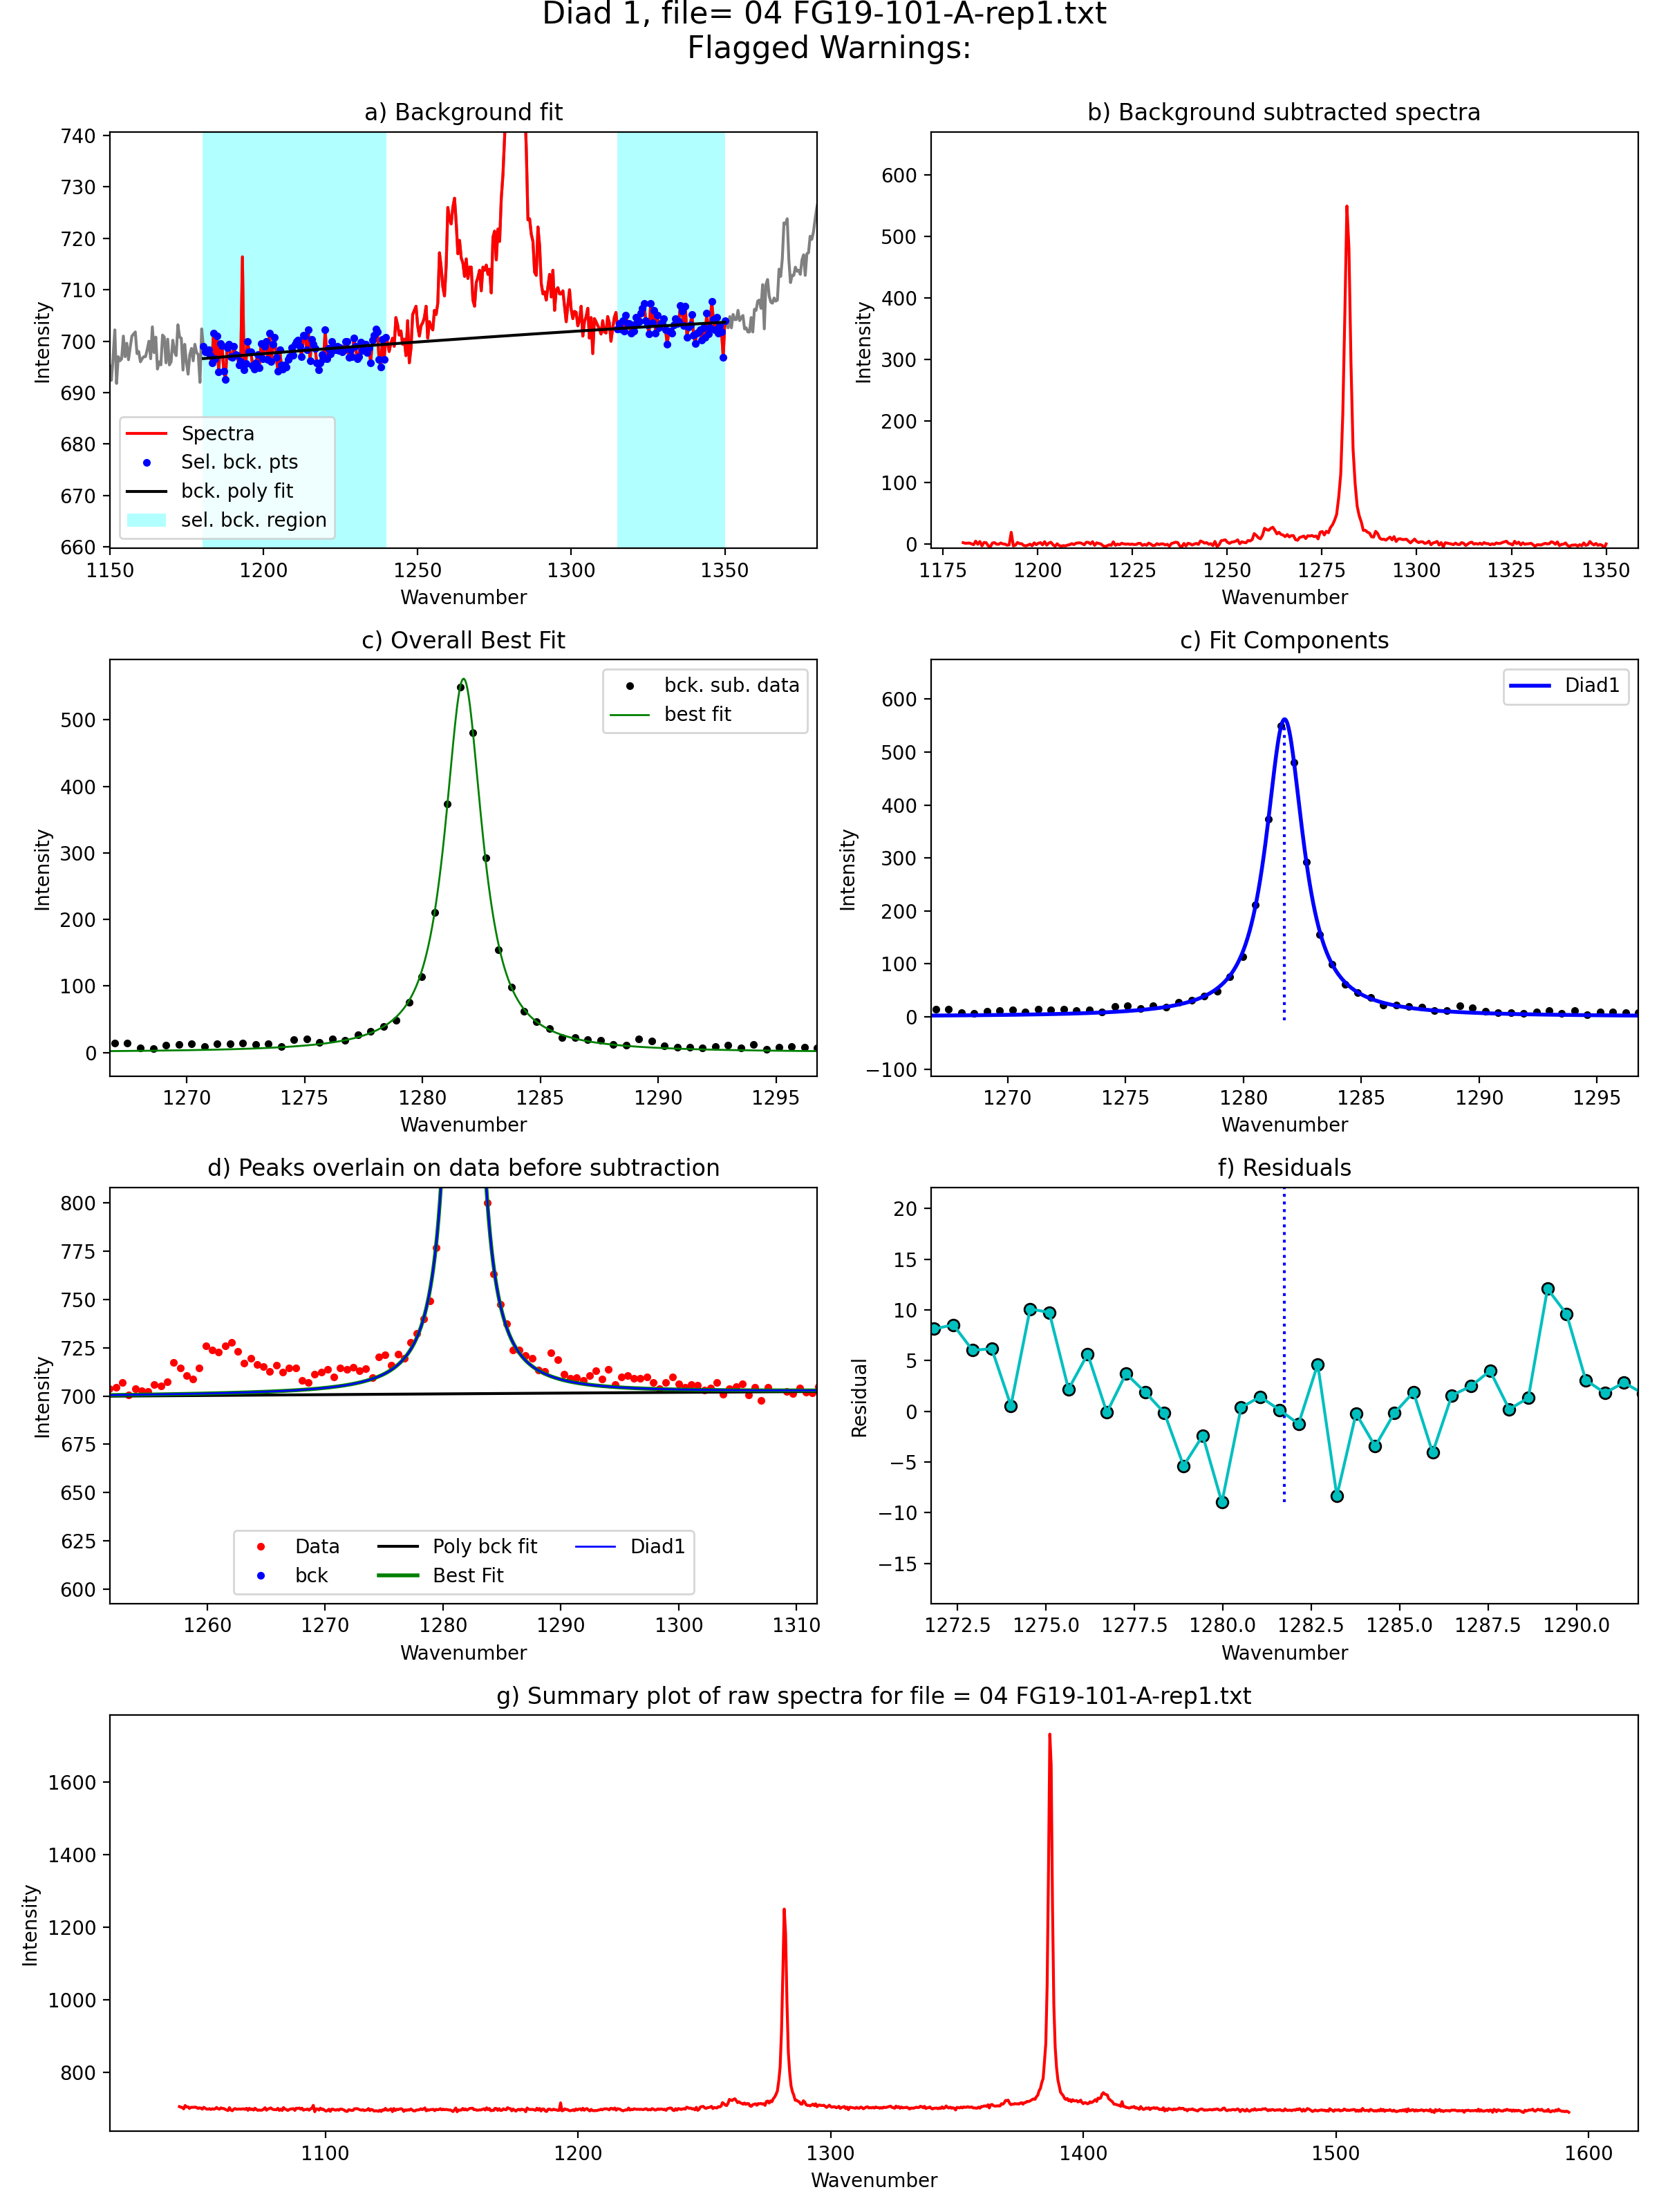 Diad 1, file= 04 FG19-101-A-rep1.txt
Flagged Warnings:
a) Background fit
740
730
720
710
700
690
680
670
660
Intensity
Spectra
Sel. bck. pts
bck. poly fit
sel. bck. region
1150 1200 1250 1300 1350
Wavenumber
b) Background subtracted spectra
600
500
400
300
200
100
0
Intensity
1175 1200 1225 1250 1275 1300 1325 1350
Wavenumber
c) Overall Best Fit
500
400
300
200
100
0
Intensity
bck. sub. data
best fit
1270 1275 1280 1285 1290 1295
Wavenumber
c) Fit Components
600
500
400
300
200
100
0
−100
Intensity
Diad1
1270 1275 1280 1285 1290 1295
Wavenumber
d) Peaks overlain on data before subtraction
800
775
750
725
700
675
650
625
600
Intensity
Data Poly bck fit Diad1
bck Best Fit
1260 1270 1280 1290 1300 1310
Wavenumber
f) Residuals
20
15
10
5
0
−5
−10
−15
Residual
1272.5 1275.0 1277.5 1280.0 1282.5 1285.0 1287.5 1290.0
Wavenumber
g) Summary plot of raw spectra for file = 04 FG19-101-A-rep1.txt
1600
1400
1200
1000
800
Intensity
1100 1200 1300 1400 1500 1600
Wavenumber